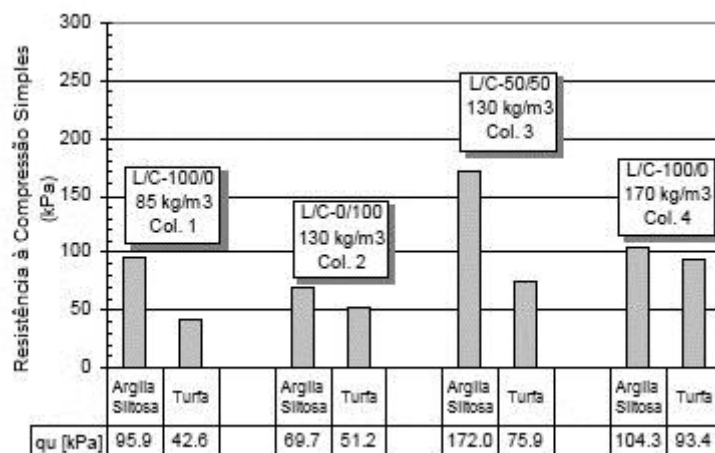 Resistência à Compressão Simples
(kPa)
300
250
200
150
100
50
0
L/C-100/0
85 kg/m3
Col. 1
L/C-0/100
130 kg/m3
Col. 2
L/C-50/50
130 kg/m3
Col. 3
L/C-100/0
170 kg/m3
Col. 4
Argila Siltosa Turfa Argila Siltosa Turfa Argila Siltosa Turfa Argila Siltosa Turfa
qu [kPa] 95.9 42.6 69.7 51.2 172.0 75.9 104.3 93.4